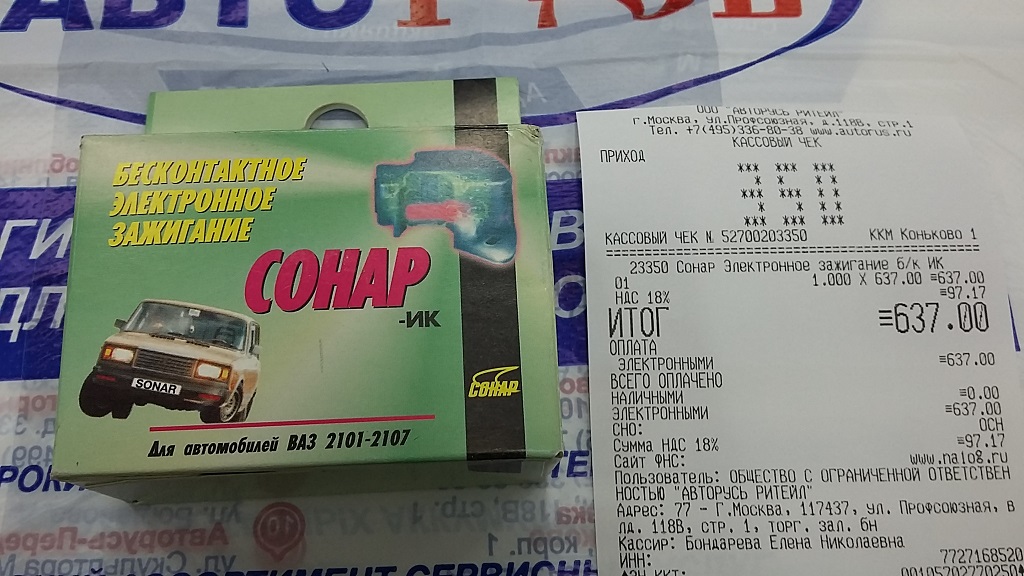 АВТО
БЕСКОНТАКТНОЕ
ЭЛЕКТРОННОЕ
ЗАЖИГАНИЕ
СОНАР
-ИК
SONAR
СОНАР
Для автомобилей ВАЗ 2101-2107
ООО "АВТОРУСЬ РИТЕЙЛ"
г.Москва, ул.Профсоюзная, д.118В, стр.1
Тел. +7(495)336-80-38 www.autorus.ru
КАССОВЫЙ ЧЕК
ПРИХОД
КАССОВЫЙ ЧЕК № 52700203350 ККМ Коньково 1
23350 Сонар Электронное зажигание б/к ИК
01 1.000 X 637.00 ≡637.00
НДС 18% ≡97.17
ИТОГ ≡637.00
ОПЛАТА
ЭЛЕКТРОННЫМИ ≡637.00
ВСЕГО ОПЛАЧЕНО
НАЛИЧНЫМИ ≡0.00
ЭЛЕКТРОННЫМИ ≡637.00
СНО: ОСН
Сумма НДС 18% ≡97.17
Сайт ФНС: www.nalog.ru
Пользователь: ОБЩЕСТВО С ОГРАНИЧЕННОЙ ОТВЕТСТВЕН
НОСТЬЮ "АВТОРУСЬ РИТЕЙЛ"
Адрес: 77 - Г.Москва, 117437, ул. Профсоюзная, в
лд. 118В, стр. 1, торг. зал. бн
Кассир: Бондарева Елена Николаевна
ИНН: 7727168520